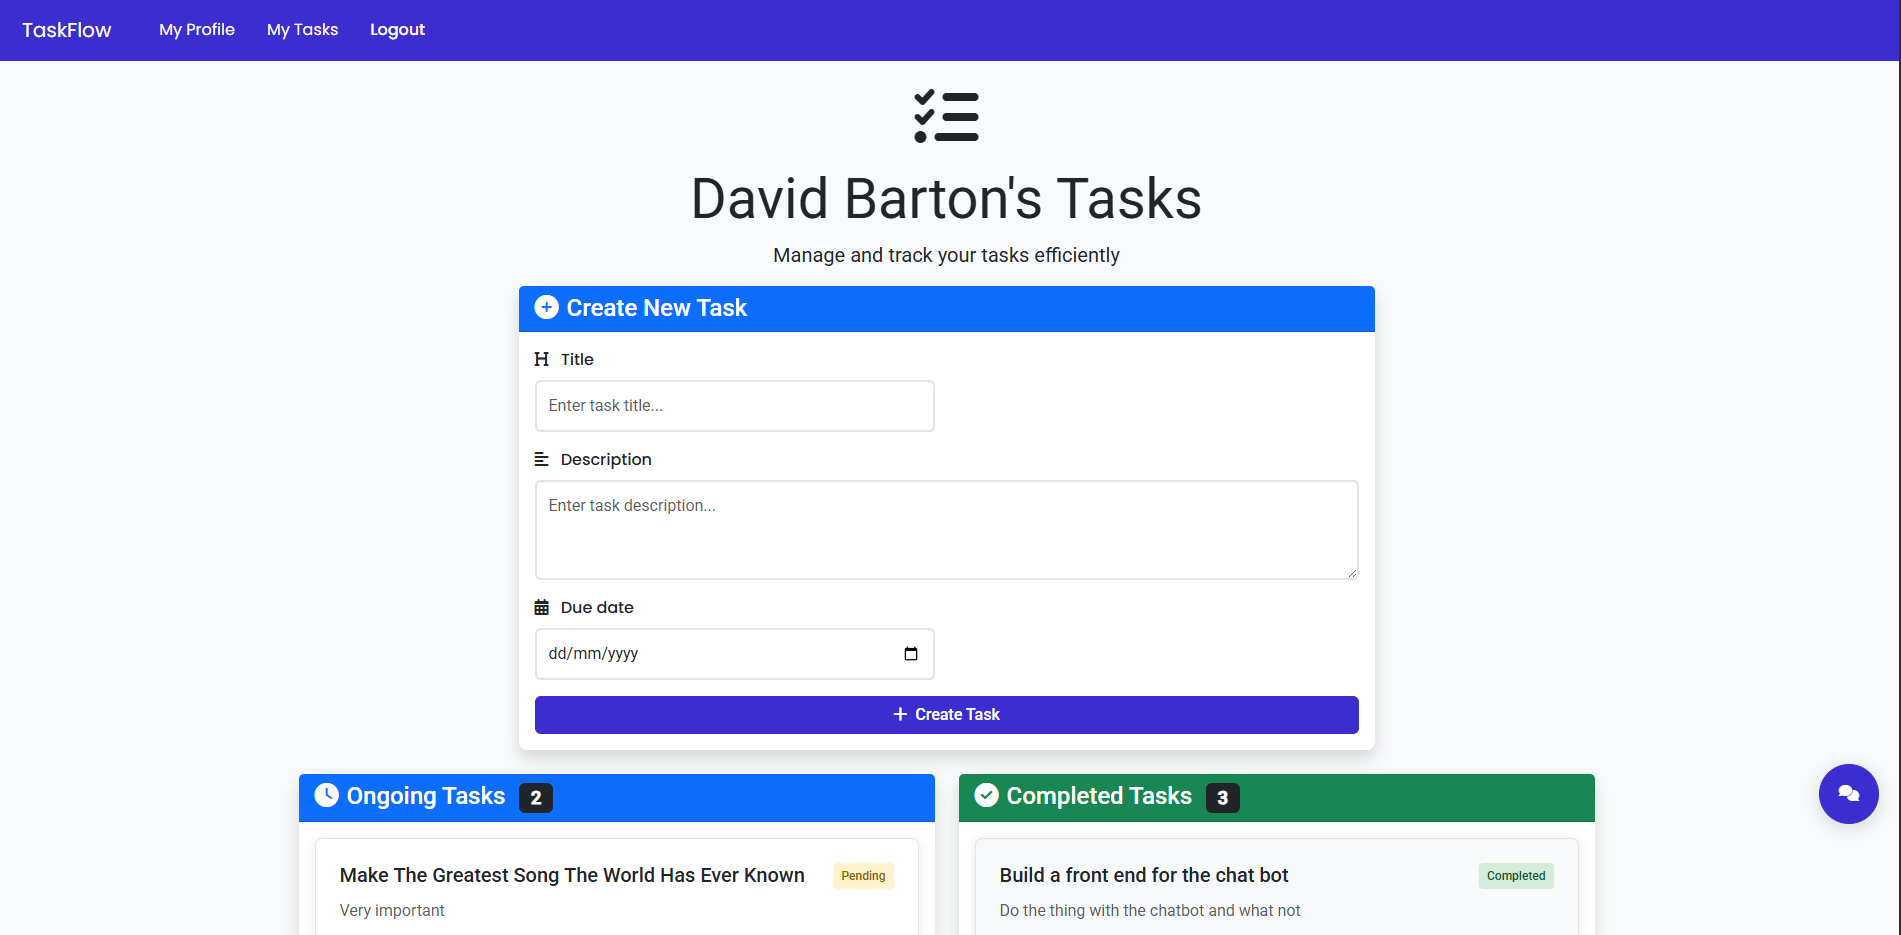 TaskFlow My Profile My Tasks Logout
David Barton's Tasks
Manage and track your tasks efficiently
Create New Task
Title
Enter task title...
Description
Enter task description...
Due date
dd/mm/yyyy
Create Task
Ongoing Tasks 2
Make The Greatest Song The World Has Ever Known Pending
Very important
Completed Tasks 3
Build a front end for the chat bot Completed
Do the thing with the chatbot and what not